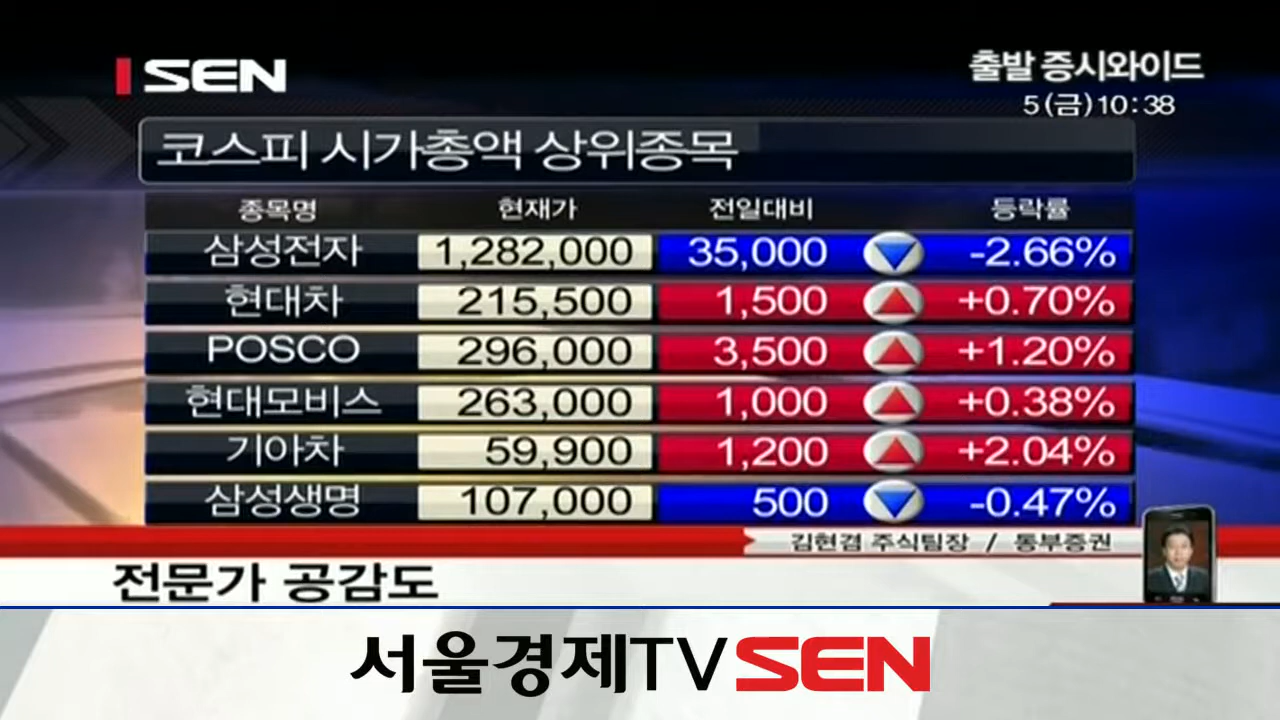 SEN
출발 증시와이드
5(금)10:38
코스피 시가총액 상위종목
종목명 현재가 전일대비 등락률
삼성전자 1,282,000 35,000 ▼ -2.66%
현대차 215,500 1,500 ▲ +0.70%
POSCO 296,000 3,500 ▲ +1.20%
현대모비스 263,000 1,000 ▲ +0.38%
기아차 59,900 1,200 ▲ +2.04%
삼성생명 107,000 500 ▼ -0.47%
김현겸 주식팀장 / 동부증권
전문가 공감도
서울경제TV SEN